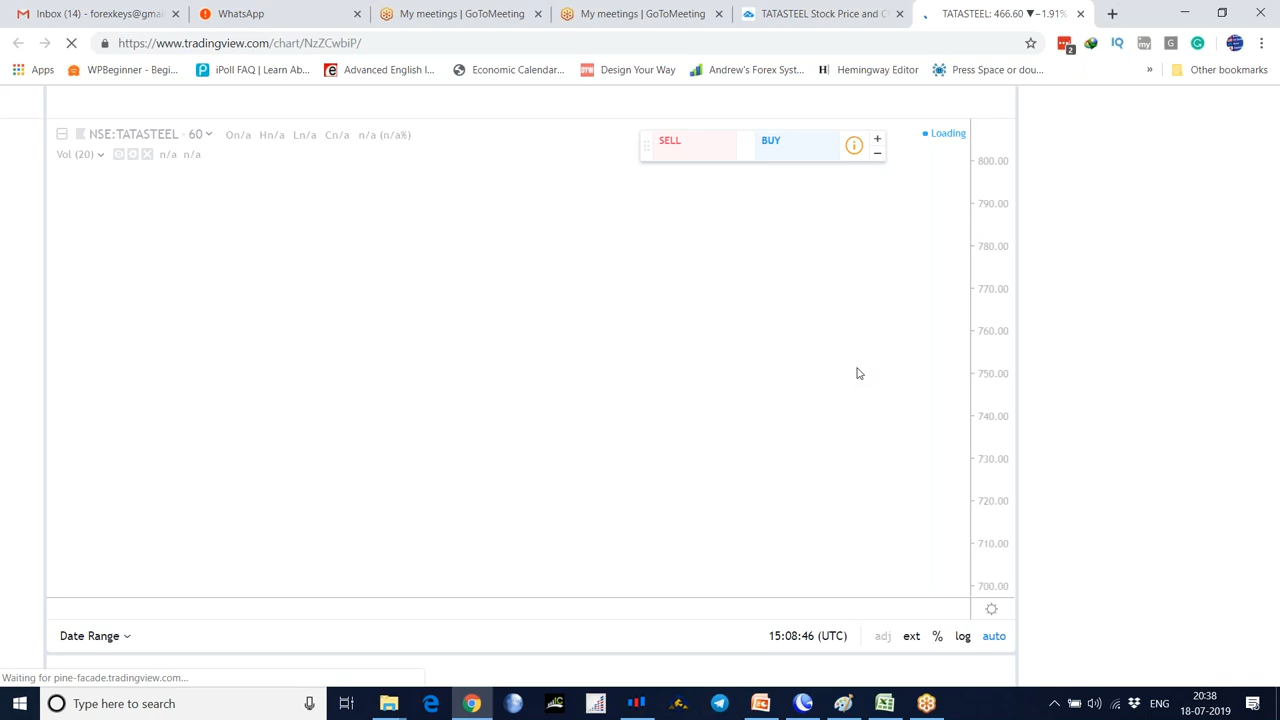 Inbox (14) - forexkeys@gmai
WhatsApp
My meetings | GoToMeeting
My meetings | GoToMeeting
TATASTEEL Stock Price and C
TATASTEEL: 466.60 ▼−1.91%
https://www.tradingview.com/chart/NzZCwbiP/
2
IQ
my
G
G
Apps
WPBeginner - Begi...
iPoll FAQ | Learn Ab...
Advanced English I...
Economic Calendar...
Design Your Way
Andrew's Forex Syst...
Hemingway Editor
Press Space or dou...
»
Other bookmarks
NSE:TATASTEEL · 60
On/a Hn/a Ln/a Cn/a n/a (n/a%)
SELL
BUY
Loading
Vol (20)
n/a n/a
800.00
790.00
780.00
770.00
760.00
750.00
740.00
730.00
720.00
710.00
700.00
Date Range
15:08:46 (UTC)
adj ext % log auto
Waiting for pine-facade.tradingview.com...
Type here to search
ENG
20:38
18-07-2019